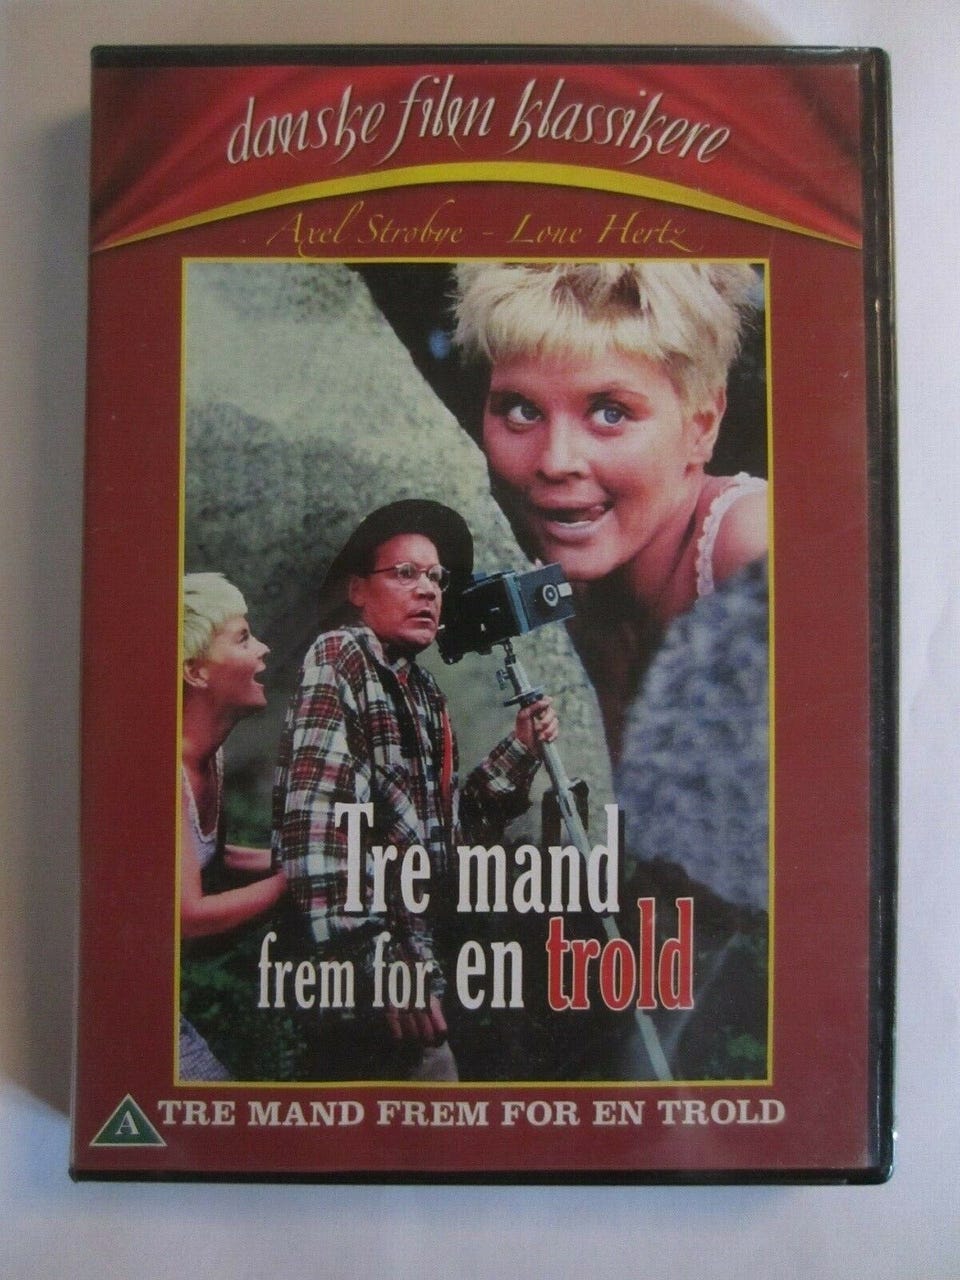 danske film klassikere
Axel Strobye - Lone Hertz
Tre mand
frem for en trold
A
TRE MAND FREM FOR EN TROLD